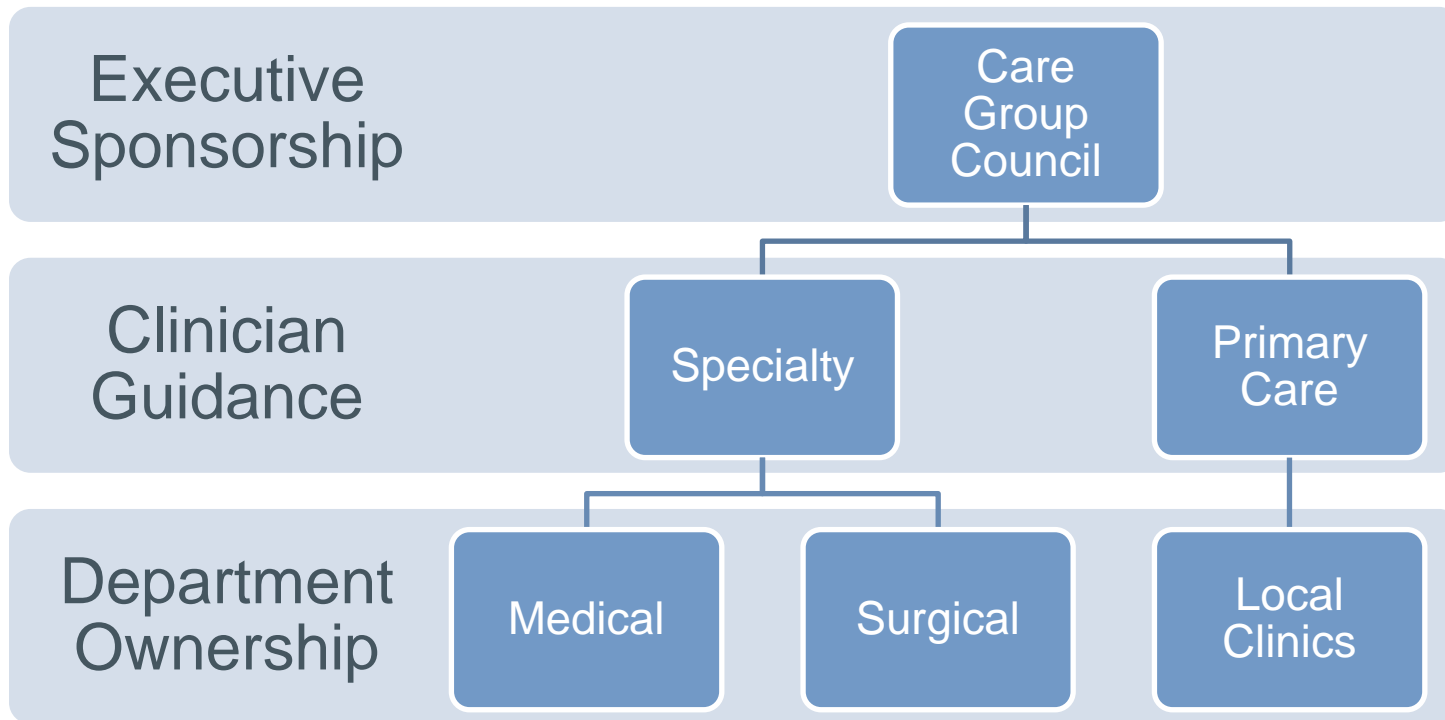 Executive
Sponsorship
Care
Group
Council
Clinician
Guidance
Specialty
Primary
Care
Department
Ownership
Medical
Surgical
Local
Clinics